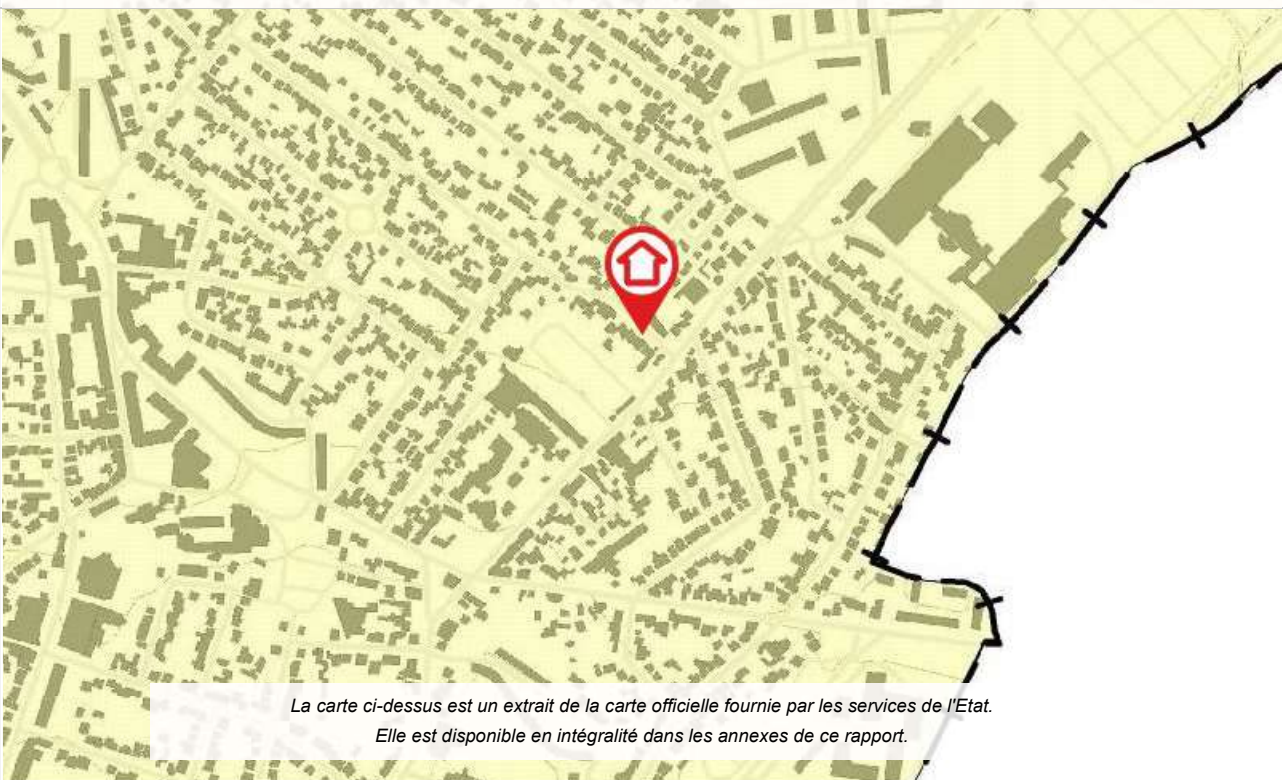 La carte ci-dessus est un extrait de la carte officielle fournie par les services de l'Etat.
Elle est disponible en intégralité dans les annexes de ce rapport.